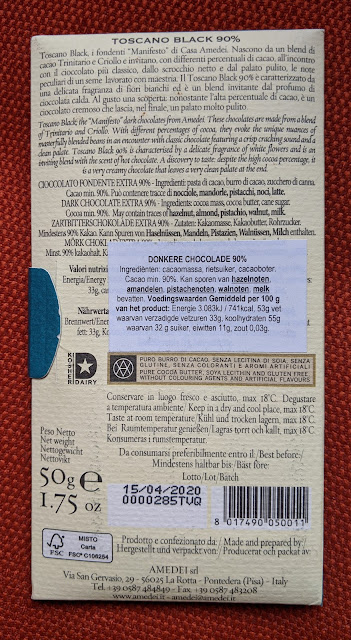 TOSCANO BLACK 90%
Toscano Black, i fondenti "Manifesto" di Casa Amedei. Nascono da un blend di
cacao Trinitario e Criollo e invitano, con differenti percentuali di cacao, all'incontro
con il cioccolato più classico, dallo scrocchio netto e dal palato pulito, le note
peculiari di un seme lavorato con maestria. Il Toscano Black 90% è caratterizzato da
una delicata fragranza di fiori bianchi ed è un blend invitante dal profumo di
cioccolata calda. Al gusto una scoperta: nonostante l'alta percentuale di cacao, è un
cioccolato cremoso che lascia, nel finale, un palato molto pulito.
Toscano Black; the "Manifesto" dark chocolates from Amedei. These chocolates are made from a blend
of Trinitario and Criollo. With different percentages of cocoa, they evoke the unique nuances of
masterfully blended beans in an encounter with classic chocolate featuring a crisp cracking sound and a
clean palate. Toscano Black 90% is characterised by a delicate fragrance of white flowers and is an
inviting blend with the scent of hot chocolate. A discovery to taste: despite the high cocoa percentage, it
is a very creamy chocolate that leaves a very clean palate at the end.
CIOCCOLATO FONDENTE EXTRA 90% - Ingredienti: pasta di cacao, burro di cacao, zucchero di canna.
Cacao min. 90%. Può contenere tracce di nocciole, mandorle, pistacchi, noci, latte.
DARK CHOCOLATE EXTRA 90% - Ingredients: cocoa mass, cocoa butter, cane sugar.
Cocoa min. 90%. May contain traces of hazelnut, almond, pistachio, walnut, milk.
ZARTBITTERSCHOKOLADE EXTRA 90% - Zutaten: Kakaomasse, Kakaobutter, Rohrzucker.
Mindestens 90% Kakao. Kann Spuren von Haselnüssen, Mandeln, Pistazien, Walnüssen, Milch enthalten.
MÖRK CHOKLAD
Minst 90% kakaohalt. Kan
Valori nutrizi
Energia/Energy
33g, car
Nährwerta
Brennwert/Ener
33g,
DONKERE CHOCOLADE 90%
Ingrediënten: cacaomassa, rietsuiker, cacaoboter.
Cacao min. 90%. Kan sporen van hazelnoten,
amandelen, pistachenoten, walnoten, melk
bevatten. Voedingswaarden Gemiddeld per 100 g
van het product: Energie 3.083kJ / 741kcal, 53g vet
waarvan verzadigde vetzuren 33g, koolhydraten 55g
waarvan 32 g suiker, eiwitten 11g, zout 0,03g.
KOSHER
DAIRY
PURO BURRO DI CACAO, SENZA LECITINA DI SOIA, SENZA
GLUTINE, SENZA COLORANTI E AROMI ARTIFICIALI
PURE COCOA BUTTER, SOY LECITHIN AND GLUTEN FREE
WITHOUT COLOURING AGENTS AND ARTIFICIAL FLAVOURS
Conservare in luogo fresco e asciutto, max 18°C. Degustare
a temperatura ambiente/ Keep in a dry and cool place, max 18°C
Taste at room temperature/ Kühl und trocken lagern, max 18°C
Bei Raumtemperatur genießen/ Lagras torrt och kallt, max 18°C
Konsumeras i rumstemperatur.
Da consumarsi preferibilmente entro il / Best before/
Mindestens haltbar bis /Bäst före:
Lotto/Lot/Batch
Peso Netto
Net weight
Nettogewicht
Nettovikt
50g e
1.75 oz
15/04/2020
0000285TVQ
8 017490 050011
FSC
MISTO
Carta
FSC® C106254
Prodotto e confezionato da/ Made and prepared by/
Hergestellt und verpackt von:/ Producerat och packat av:
AMEDEI srl
Via San Gervasio, 29 - 56025 La Rotta - Pontedera (Pisa) - Italy
Tel. +39 0587 484849 - Fax +39 0587 483208
www.amedei.it - amedei@amedei.it